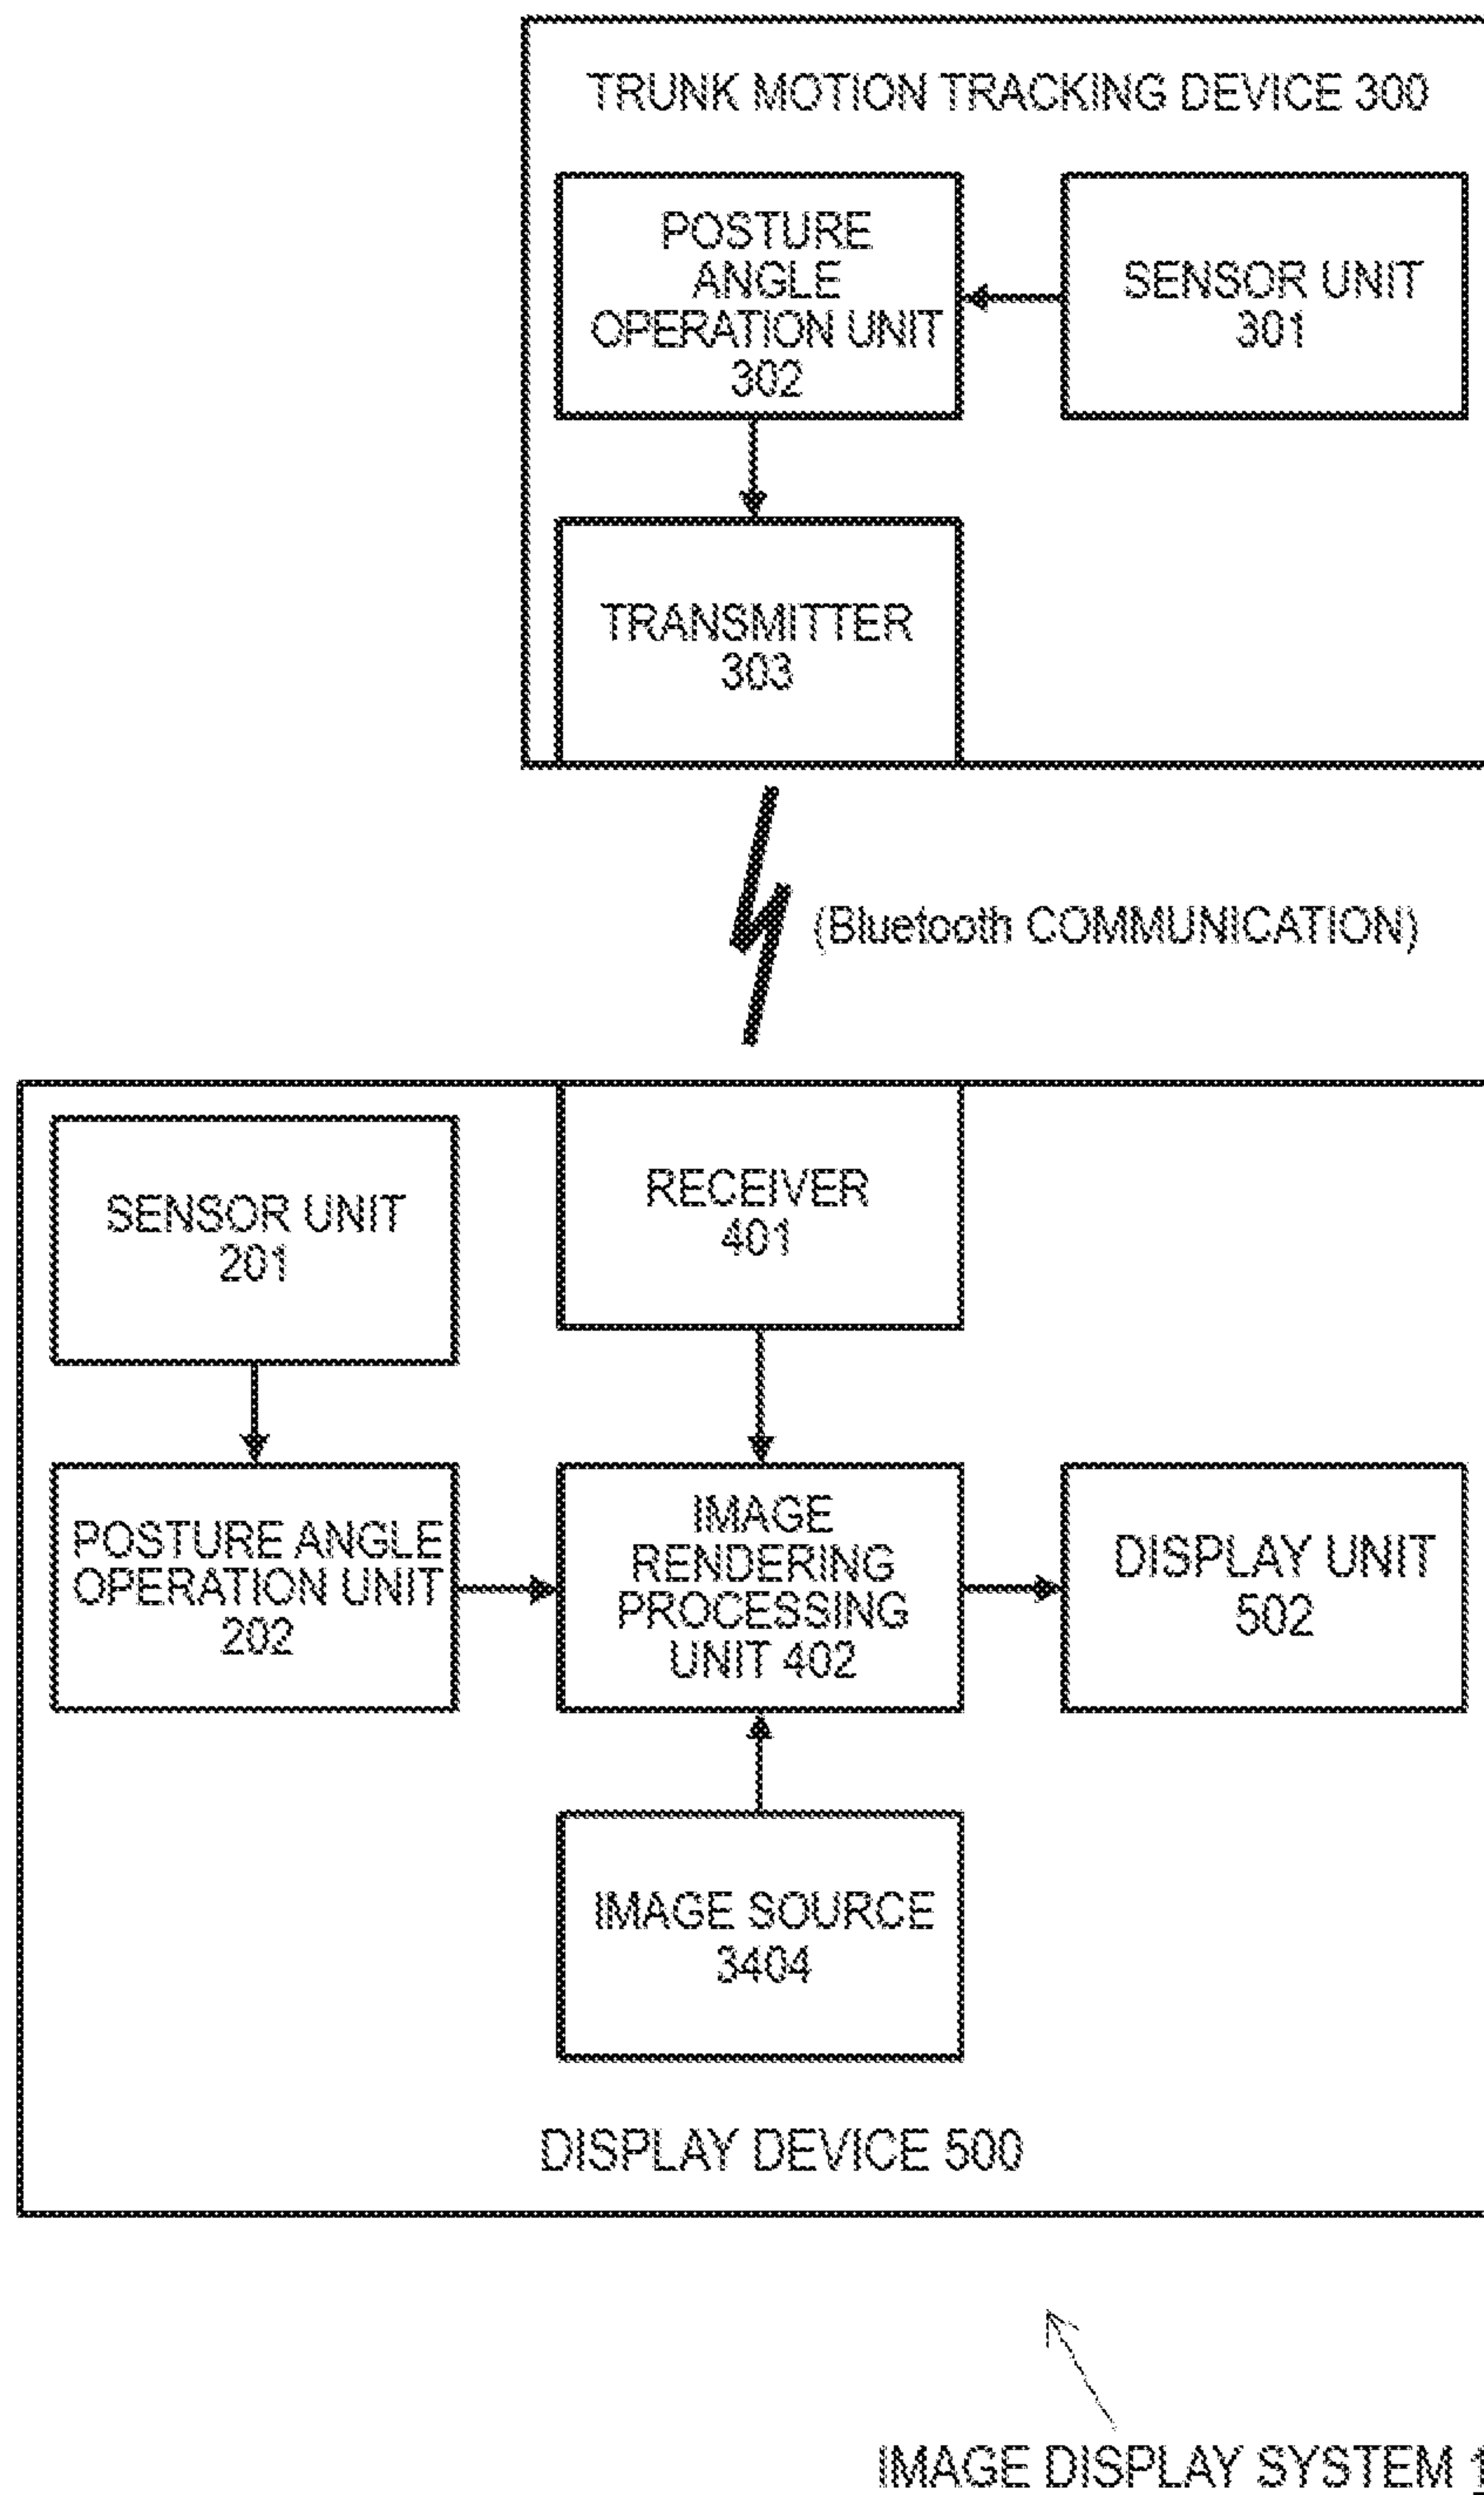 TRUNK MOTION TRACKING DEVICE 300
POSTURE
ANGLE
OPERATION UNIT
302
SENSOR UNIT
301
TRANSMITTER
303
(Bluetooth COMMUNICATION)
SENSOR UNIT
201
RECEIVER
401
POSTURE ANGLE
OPERATION UNIT
202
IMAGE
RENDERING
PROCESSING
UNIT 402
DISPLAY UNIT
502
IMAGE SOURCE
3404
DISPLAY DEVICE 500
IMAGE DISPLAY SYSTEM